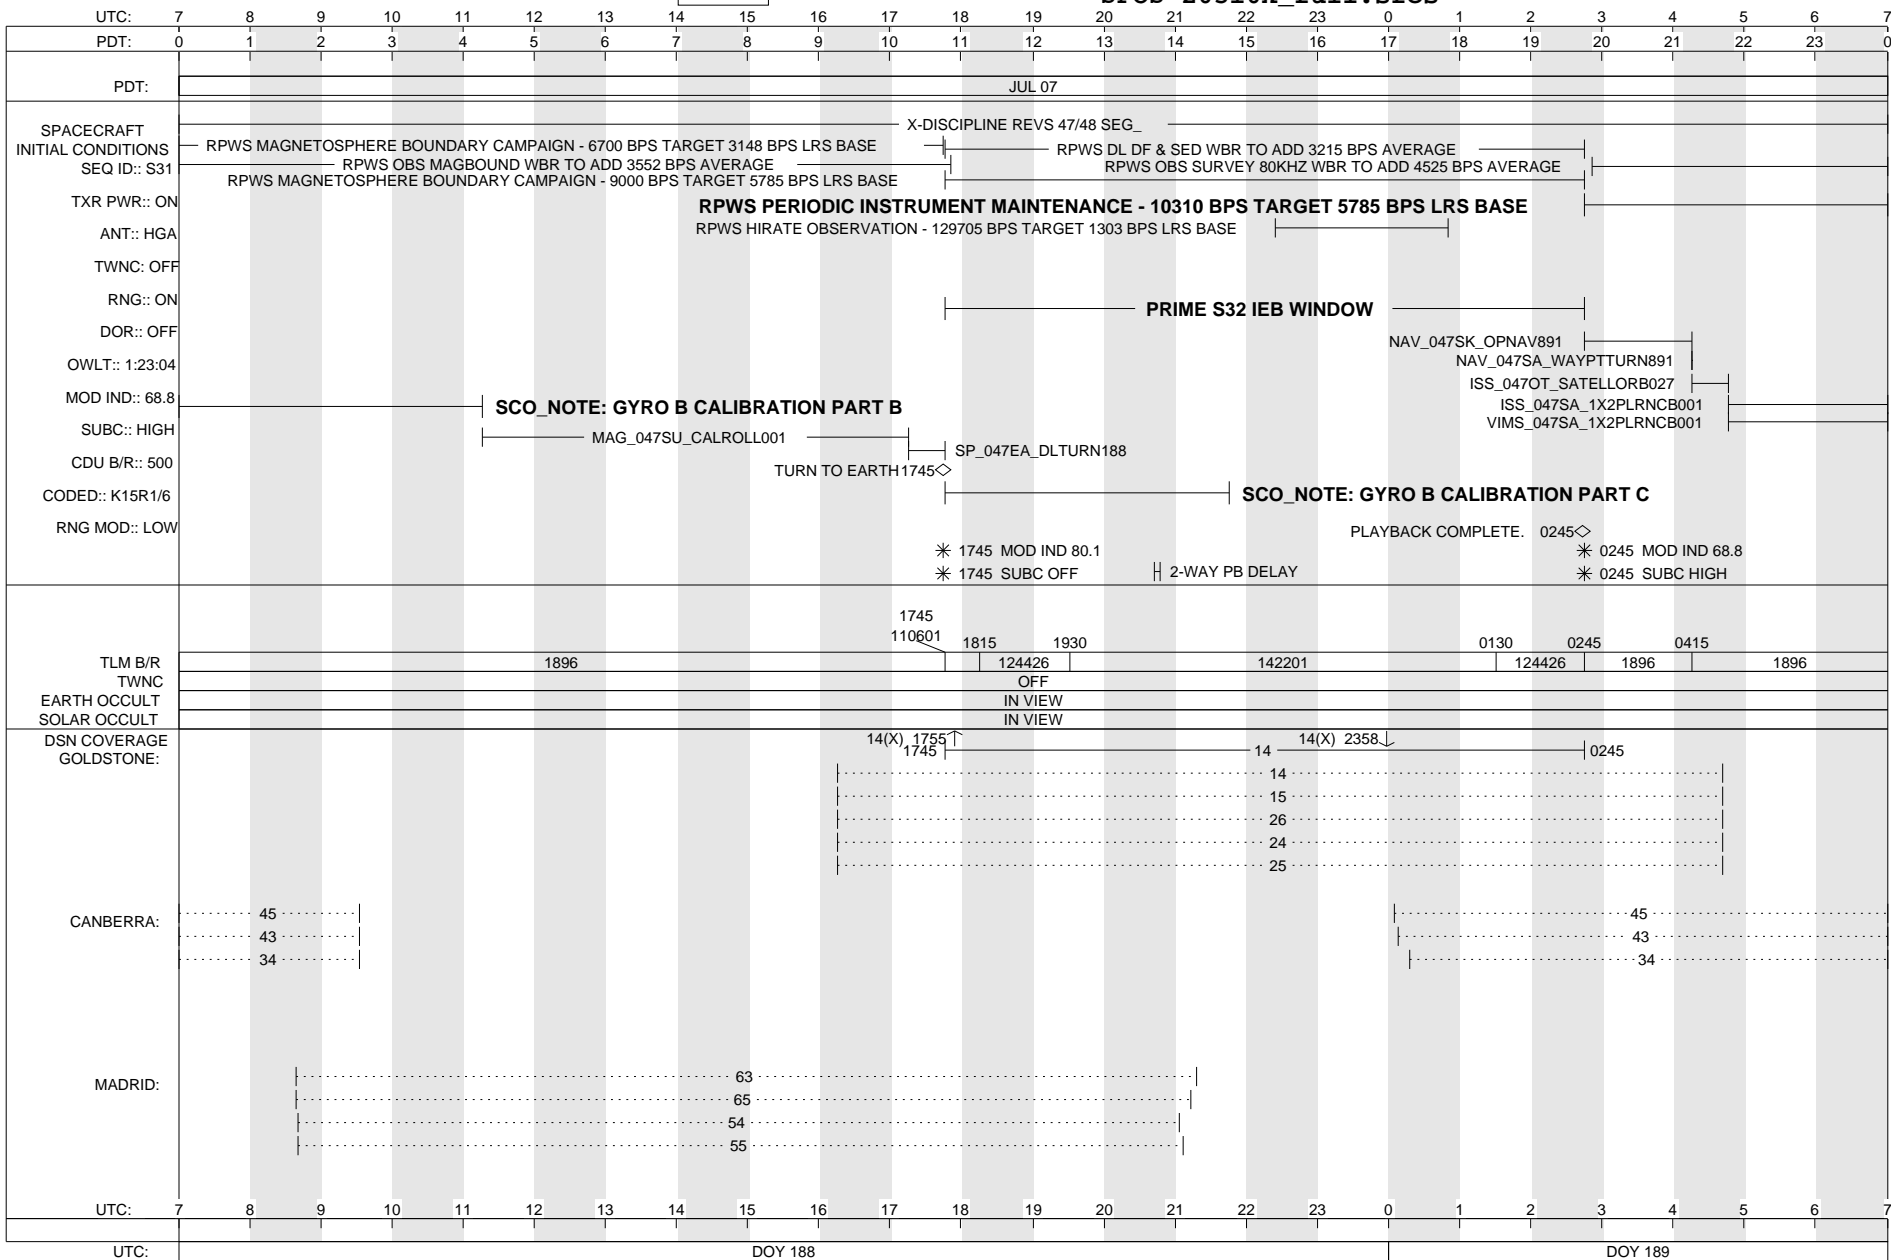 UTC: 7 8 9 10 11 12 13 14 15 16 17 18 19 20 21 22 23 0 1 2 3 4 5 6 7
PDT: 0 1 2 3 4 5 6 7 8 9 10 11 12 13 14 15 16 17 18 19 20 21 22 23 0
PDT: JUL 07
SPACECRAFT
INITIAL CONDITIONS
SEQ ID:: S31
TXR PWR:: ON
ANT:: HGA
TWNC: OFF
RNG:: ON
DOR:: OFF
OWLT:: 1:23:04
MOD IND:: 68.8
SUBC:: HIGH
CDU B/R:: 500
CODED:: K15R1/6
RNG MOD:: LOW
X-DISCIPLINE REVS 47/48 SEG_
RPWS MAGNETOSPHERE BOUNDARY CAMPAIGN - 6700 BPS TARGET 3148 BPS LRS BASE
RPWS DL DF & SED WBR TO ADD 3215 BPS AVERAGE
RPWS OBS MAGBOUND WBR TO ADD 3552 BPS AVERAGE
RPWS OBS SURVEY 80KHZ WBR TO ADD 4525 BPS AVERAGE
RPWS MAGNETOSPHERE BOUNDARY CAMPAIGN - 9000 BPS TARGET 5785 BPS LRS BASE
RPWS PERIODIC INSTRUMENT MAINTENANCE - 10310 BPS TARGET 5785 BPS LRS BASE
RPWS HIRATE OBSERVATION - 129705 BPS TARGET 1303 BPS LRS BASE
PRIME S32 IEB WINDOW
NAV_047SK_OPNAV891
NAV_047SA_WAYPTTURN891
ISS_047OT_SATELLORB027
ISS_047SA_1X2PLRNCB001
VIMS_047SA_1X2PLRNCB001
SCO_NOTE: GYRO B CALIBRATION PART B
MAG_047SU_CALROLL001
SP_047EA_DLTURN188
TURN TO EARTH 1745
SCO_NOTE: GYRO B CALIBRATION PART C
PLAYBACK COMPLETE. 0245
1745 MOD IND 80.1
0245 MOD IND 68.8
1745 SUBC OFF
2-WAY PB DELAY
0245 SUBC HIGH
1745
110601 1815 1930 0130 0245 0415
TLM B/R 1896 124426 142201 124426 1896 1896
TWNC OFF
EARTH OCCULT IN VIEW
SOLAR OCCULT IN VIEW
DSN COVERAGE
14(X) 1755 14(X) 2358
GOLDSTONE: 1745 14 0245
14
15
26
24
25
CANBERRA: 45 45
43 43
34 34
MADRID: 63
65
54
55
UTC: 7 8 9 10 11 12 13 14 15 16 17 18 19 20 21 22 23 0 1 2 3 4 5 6 7
UTC: DOY 188 DOY 189